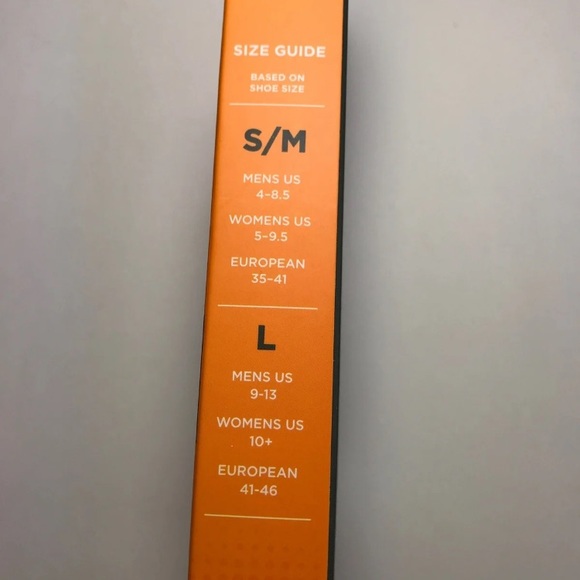 SIZE GUIDE
BASED ON
SHOE SIZE
S/M
MENS US
4–8.5
WOMENS US
5–9.5
EUROPEAN
35–41
L
MENS US
9-13
WOMENS US
10+
EUROPEAN
41-46